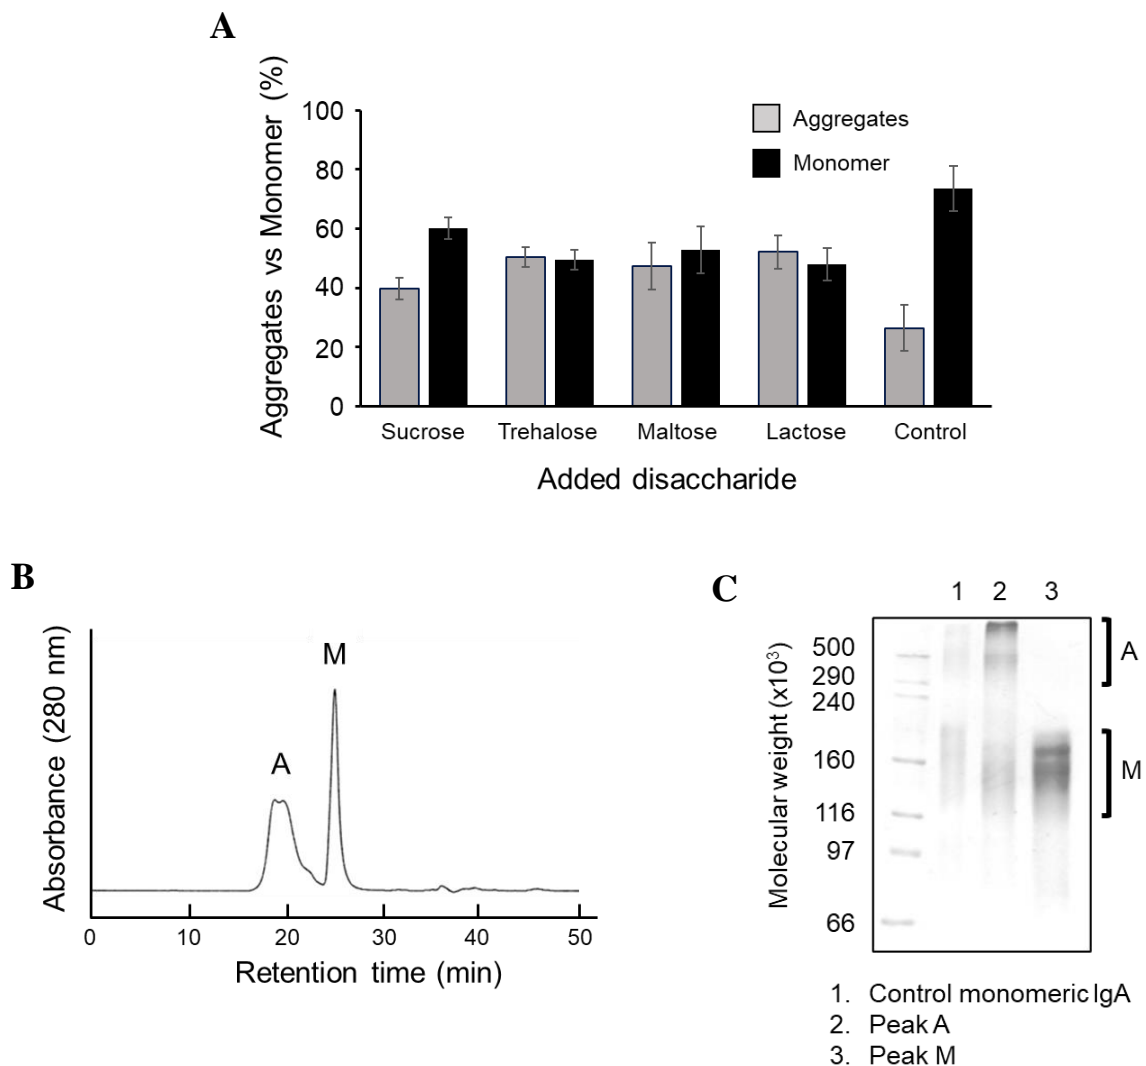 A
Aggregates vs Monomer (%)
100
80
60
40
20
0
Aggregates
Monomer
Sucrose Trehalose Maltose Lactose Control
Added disaccharide
B
Absorbance (280 nm)
A
M
0 10 20 30 40 50
Retention time (min)
C
1 2 3
Molecular weight (x10³)
500
290
240
160
116
97
66
A
M
1. Control monomeric IgA
2. Peak A
3. Peak M